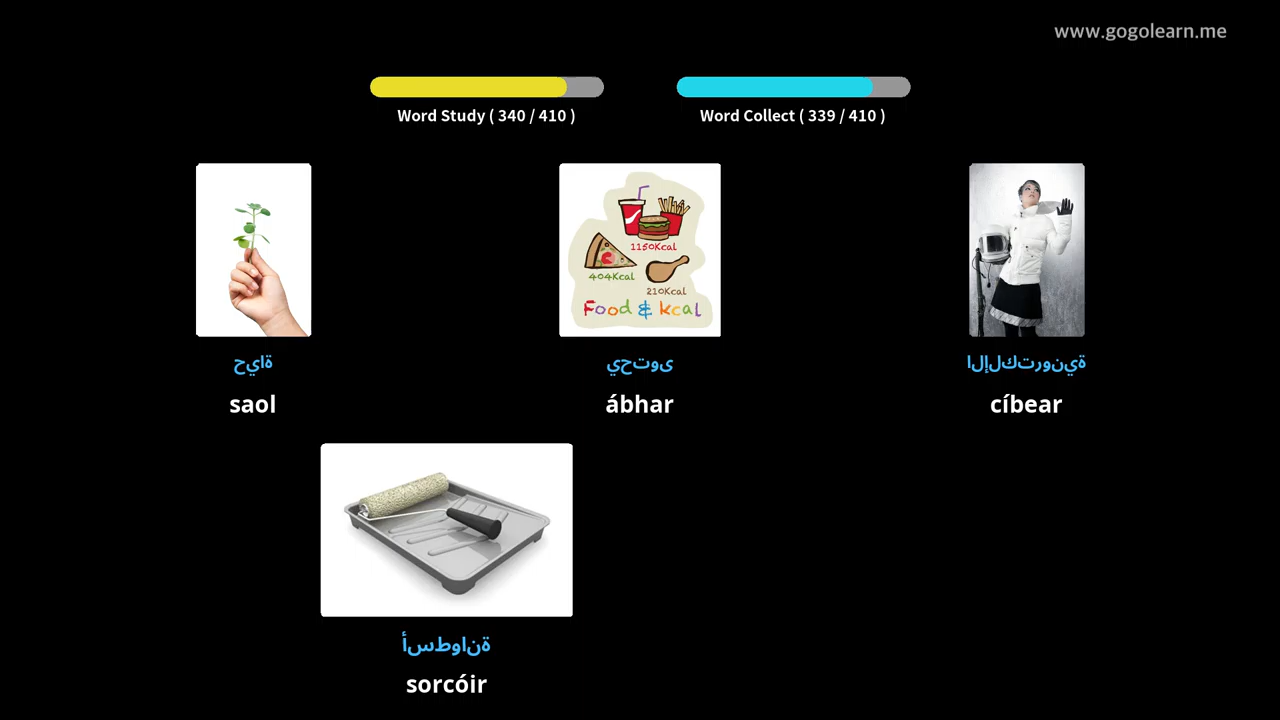 www.gogolearn.me
Word Study ( 340 / 410 )
Word Collect ( 339 / 410 )
1150Kcal
404Kcal
210Kcal
Food & kcal
حياة
يحتوى
الإلكترونية
saol
ábhar
cíbear
أسطوانة
sorcóir